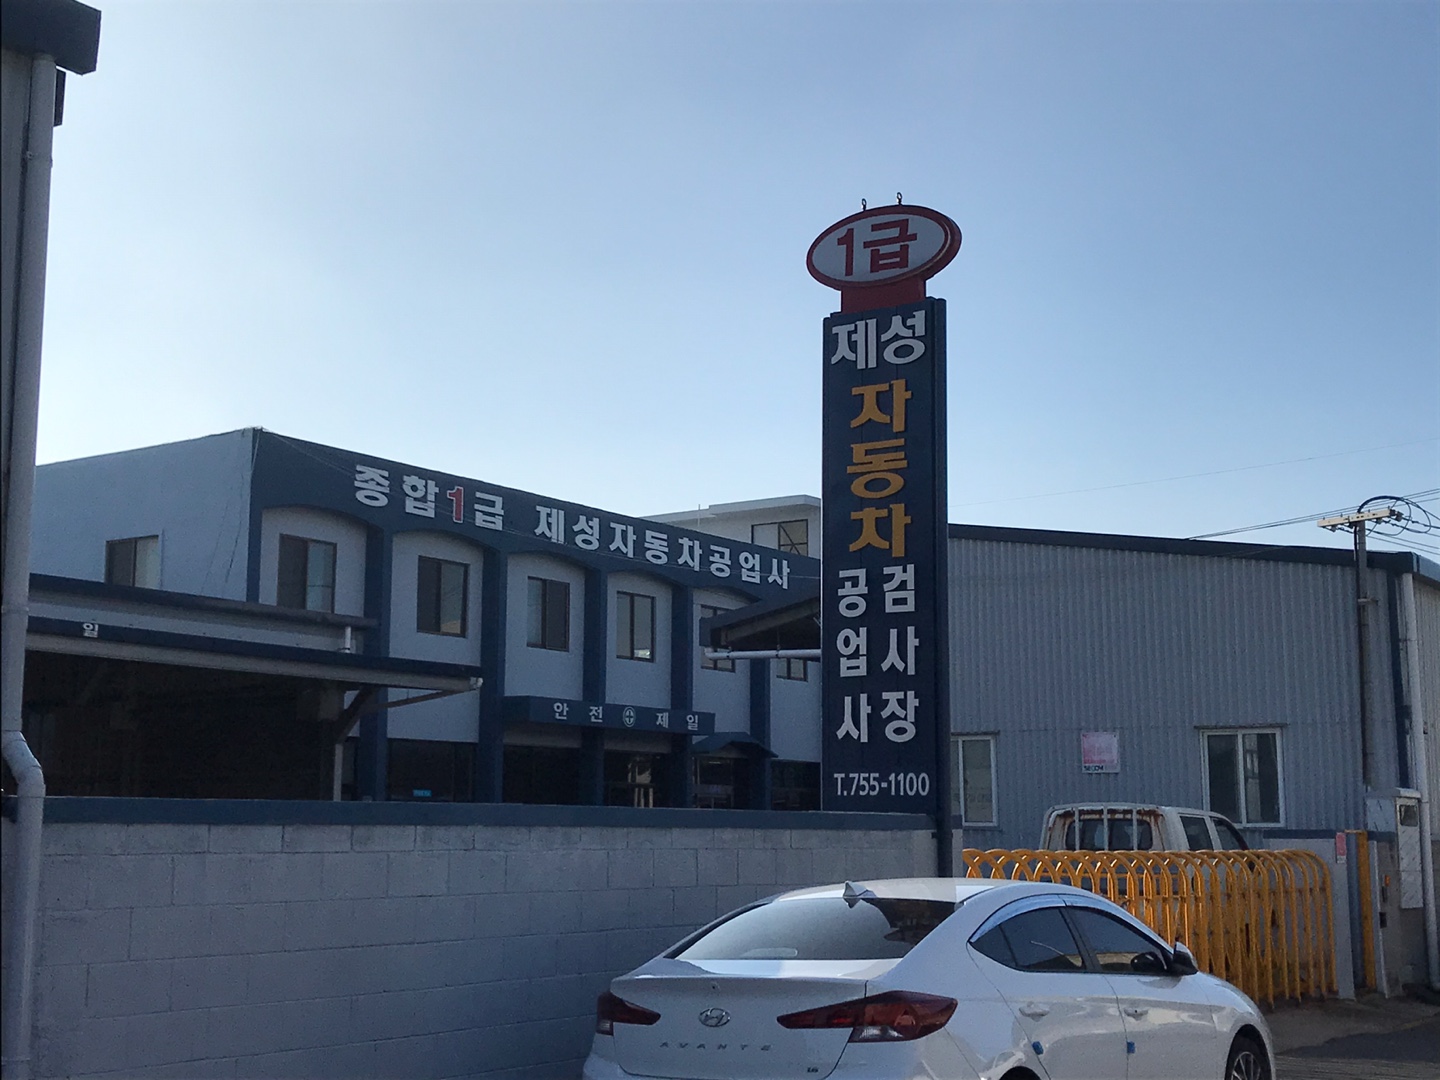 1급
제성
자동차
공업사
검사장
T.755-1100
종합1급 제성자동차공업사
안전제일
일
AVANTE